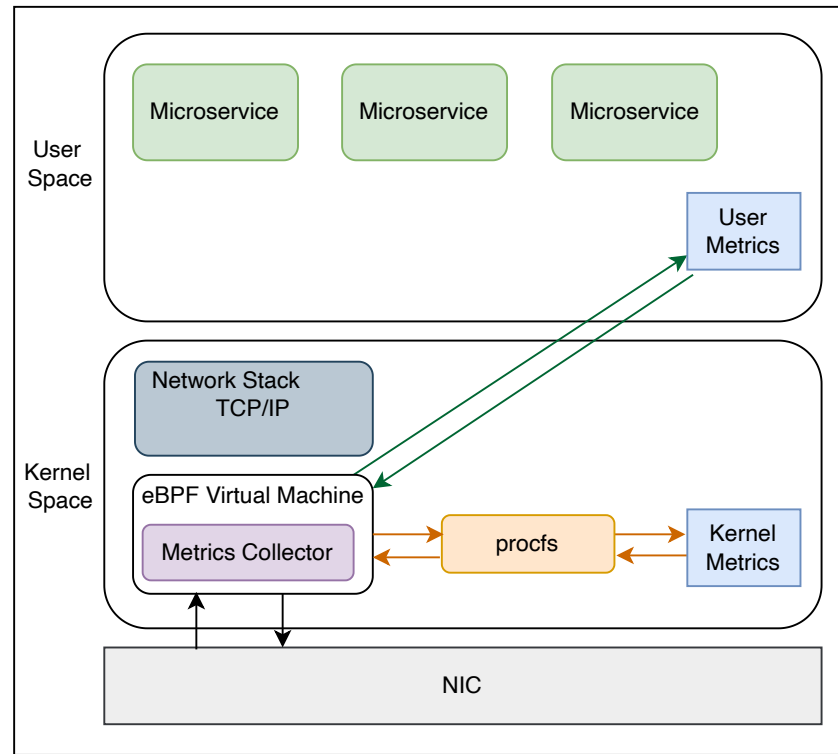 User
Space
Microservice
Microservice
Microservice
User
Metrics
Kernel
Space
Network Stack
TCP/IP
eBPF Virtual Machine
Metrics Collector
procfs
Kernel
Metrics
NIC